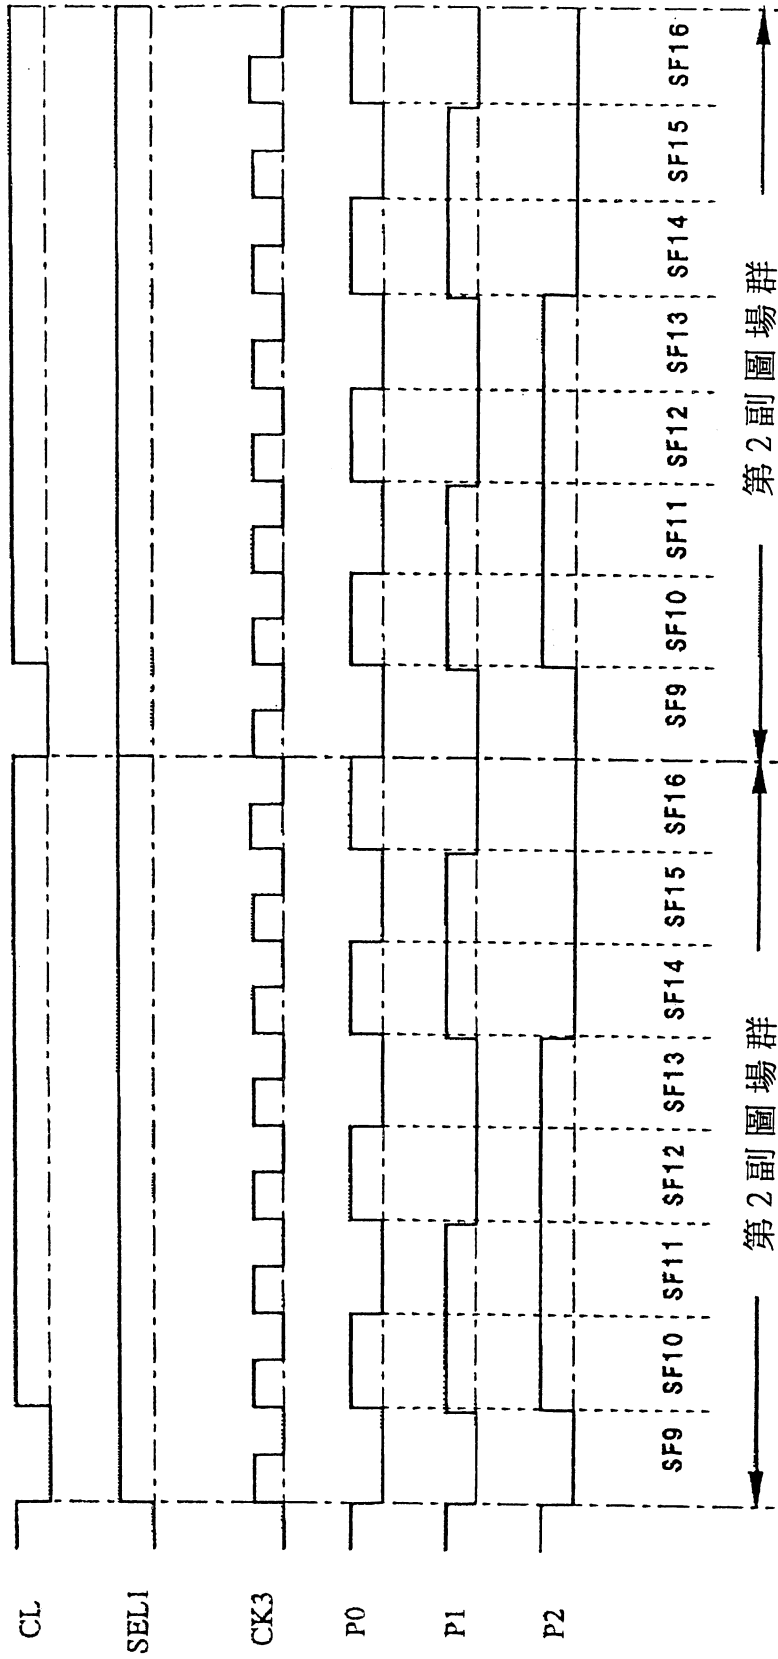 CL
SEL1
CK3
P0
P1
P2
SF9 SF10 SF11 SF12 SF13 SF14 SF15 SF16 SF9 SF10 SF11 SF12 SF13 SF14 SF15 SF16
第2副圖場群 第2副圖場群